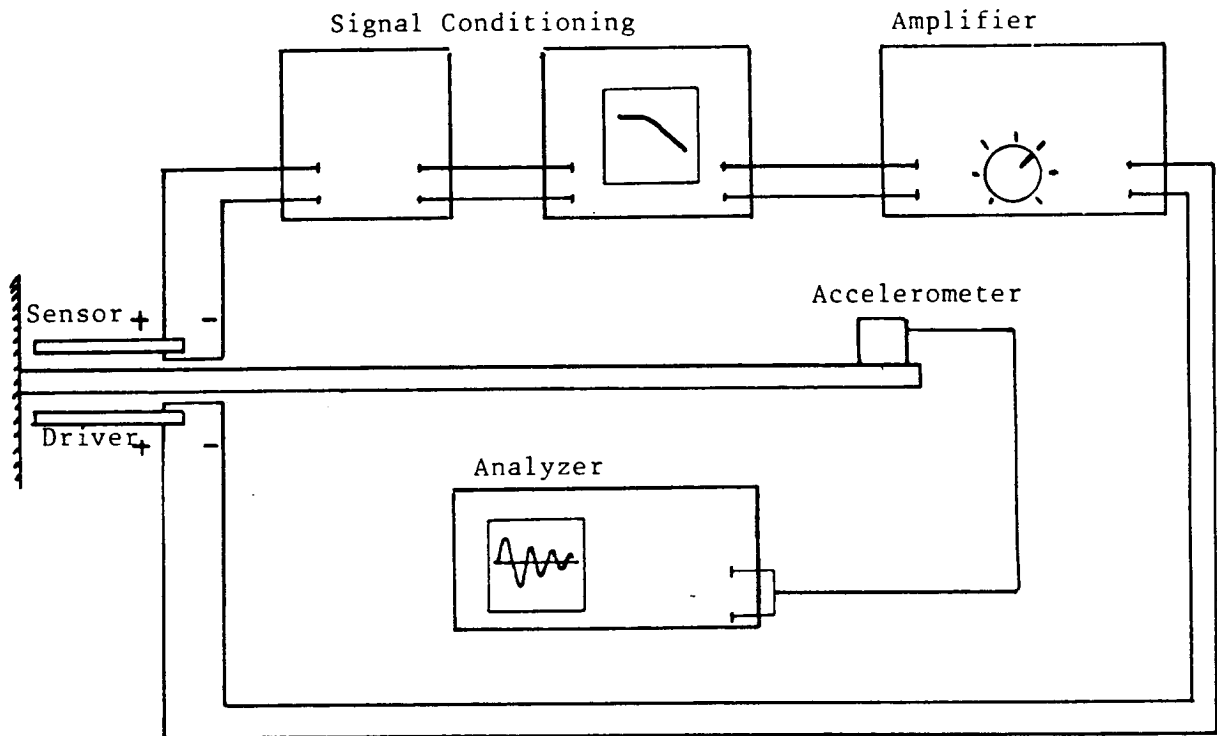 Signal Conditioning
Amplifier
Accelerometer
Sensor + -
Driver + -
Analyzer